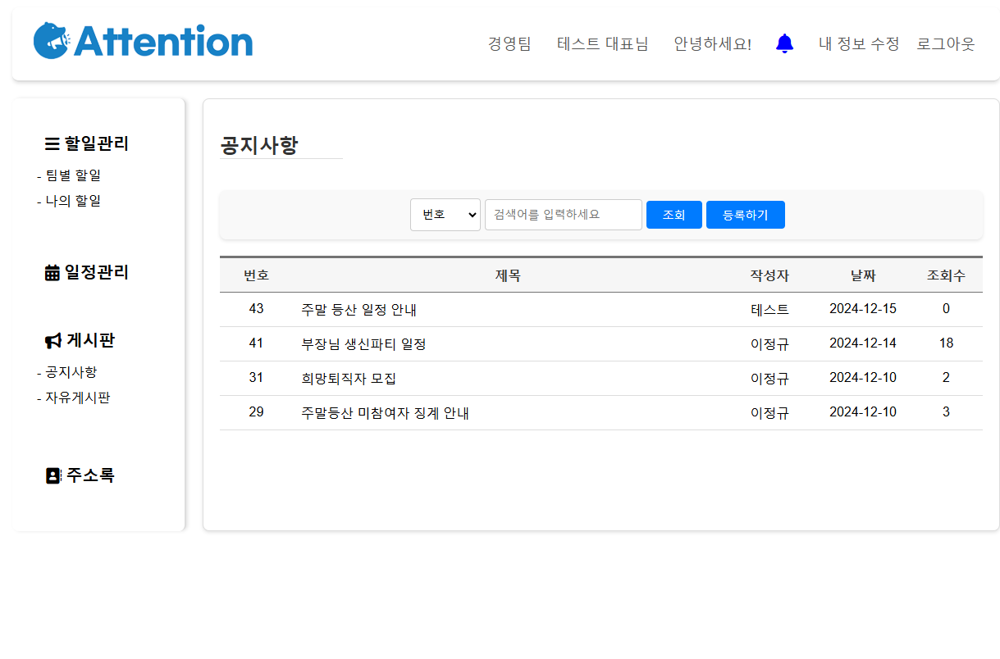 Attention
경영팀 테스트 대표님 안녕하세요! 내 정보 수정 로그아웃
할일관리
- 팀별 할일
- 나의 할일
일정관리
게시판
- 공지사항
- 자유게시판
주소록
공지사항
번호 검색어를 입력하세요 조회 등록하기
번호 제목 작성자 날짜 조회수
43 주말 등산 일정 안내 테스트 2024-12-15 0
41 부장님 생신파티 일정 이정규 2024-12-14 18
31 희망퇴직자 모집 이정규 2024-12-10 2
29 주말등산 미참여자 징계 안내 이정규 2024-12-10 3